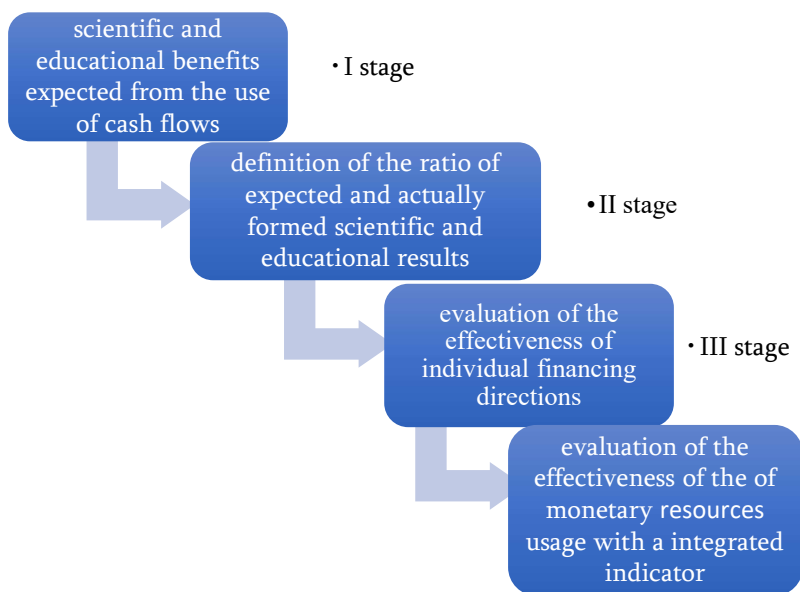 scientific and
educational benefits
expected from the use
of cash flows
· I stage
definition of the ratio of
expected and actually
formed scientific and
educational results
• II stage
evaluation of the
effectiveness of
individual financing
directions
· III stage
evaluation of the
effectiveness of the of
monetary resources
usage with a integrated
indicator